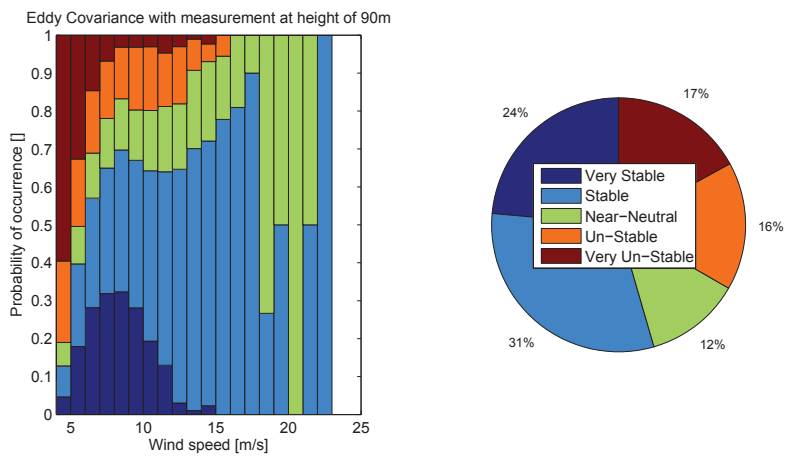 Eddy Covariance with measurement at height of 90m
1
0.9
0.8
0.7
0.6
0.5
0.4
0.3
0.2
0.1
0
Probability of occurrence []
5
10
15
20
25
Wind speed [m/s]
24%
17%
16%
12%
31%
Very Stable
Stable
Near−Neutral
Un−Stable
Very Un−Stable